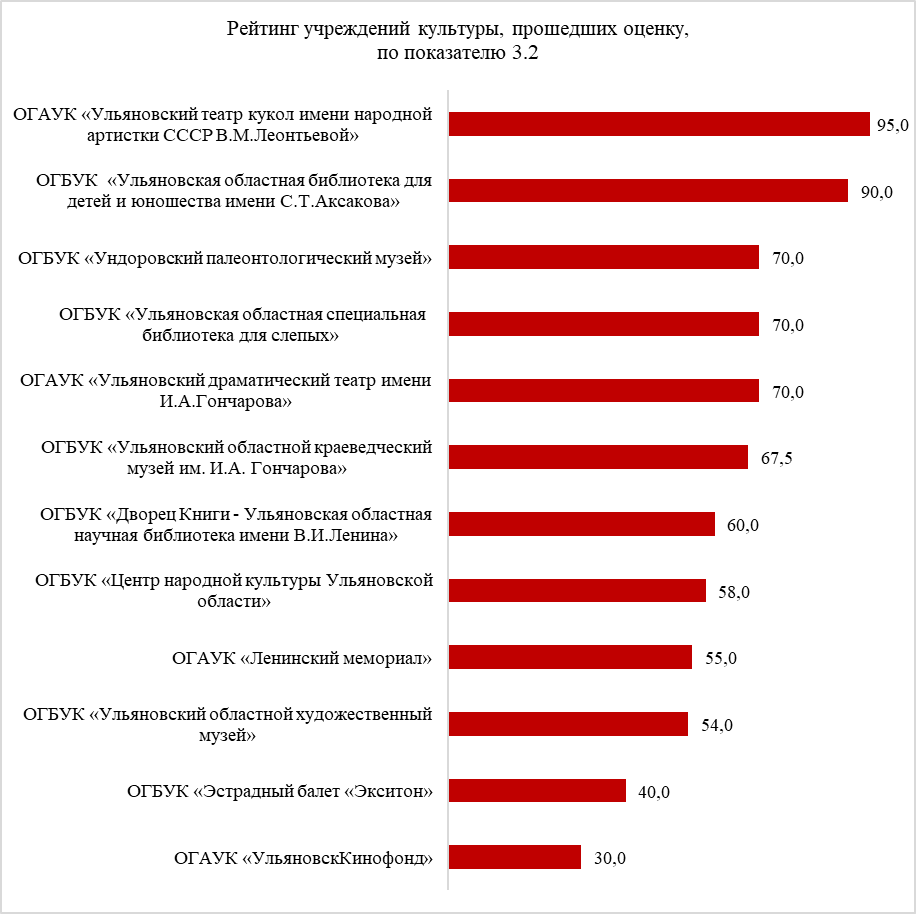 Рейтинг учреждений культуры, прошедших оценку,
по показателю 3.2
ОГАУК «Ульяновский театр кукол имени народной
артистки СССР В.М.Леонтьевой»
95,0
ОГБУК «Ульяновская областная библиотека для
детей и юношества имени С.Т.Аксакова»
90,0
ОГБУК «Ундоровский палеонтологический музей»
70,0
ОГБУК «Ульяновская областная специальная
библиотека для слепых»
70,0
ОГАУК «Ульяновский драматический театр имени
И.А.Гончарова»
70,0
ОГБУК «Ульяновский областной краеведческий
музей им. И.А. Гончарова»
67,5
ОГБУК «Дворец Книги - Ульяновская областная
научная библиотека имени В.И.Ленина»
60,0
ОГБУК «Центр народной культуры Ульяновской
области»
58,0
ОГАУК «Ленинский мемориал»
55,0
ОГБУК «Ульяновский областной художественный
музей»
54,0
ОГБУК «Эстрадный балет «Экситон»
40,0
ОГАУК «УльяновскКинофонд»
30,0